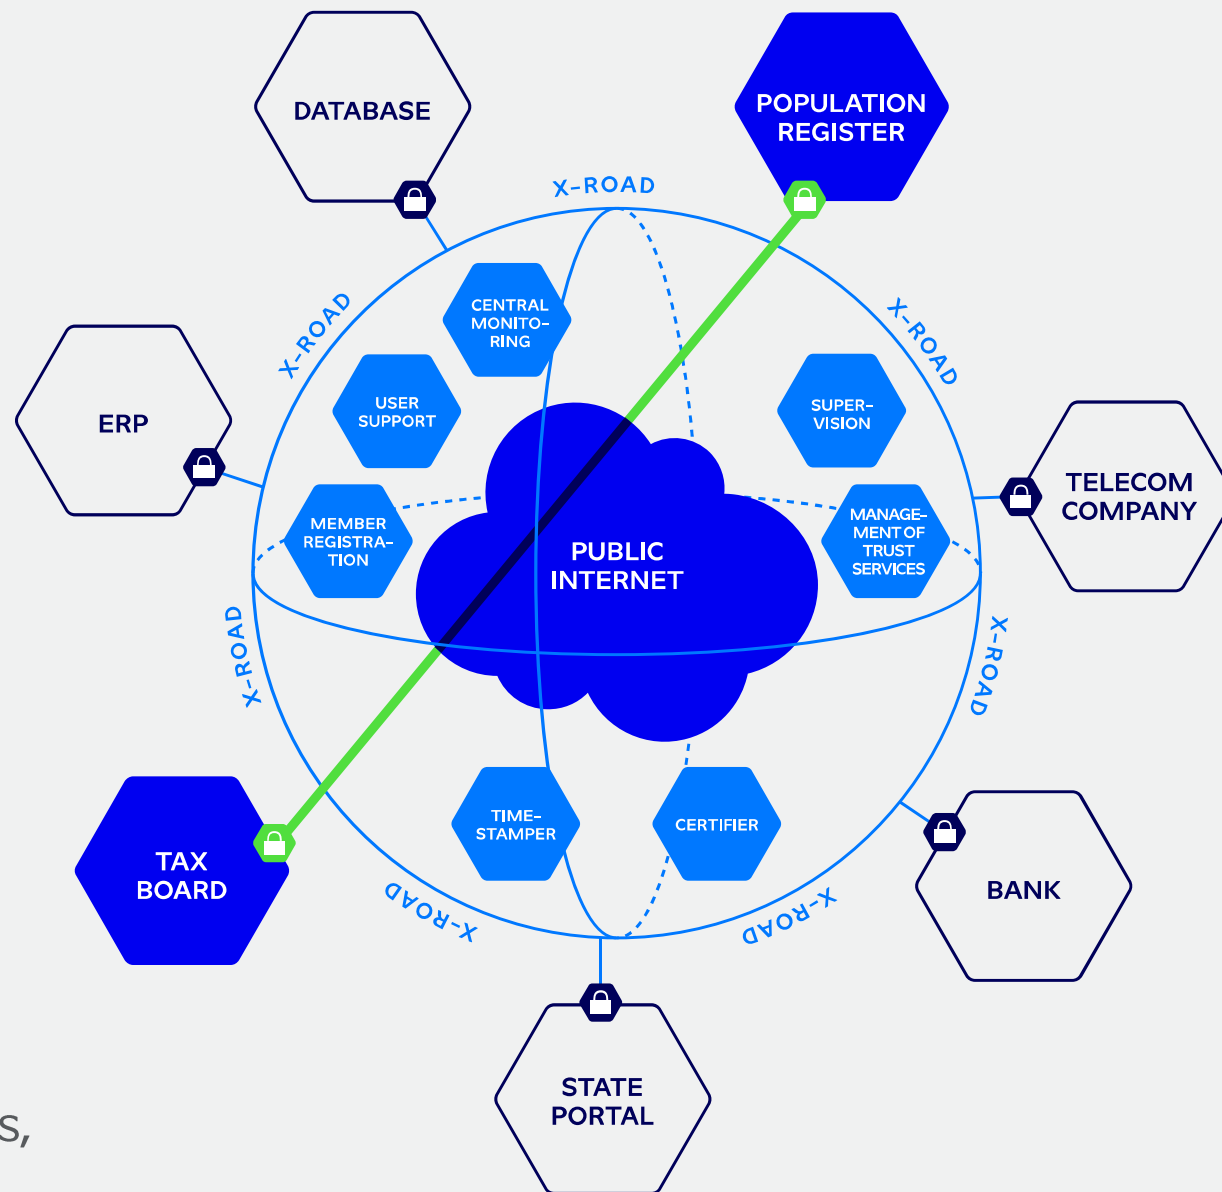 DATABASE
POPULATION
REGISTER
X-ROAD
X-ROAD
X-ROAD
CENTRAL
MONITO-
RING
USER
SUPPORT
SUPER-
VISION
ERP
TELECOM
COMPANY
MEMBER
REGISTRA-
TION
PUBLIC
INTERNET
MANAGE-
MENT OF
TRUST
SERVICES
X-ROAD
X-ROAD
TIME-
STAMPER
CERTIFIER
TAX
BOARD
BANK
X-ROAD
X-ROAD
STATE
PORTAL